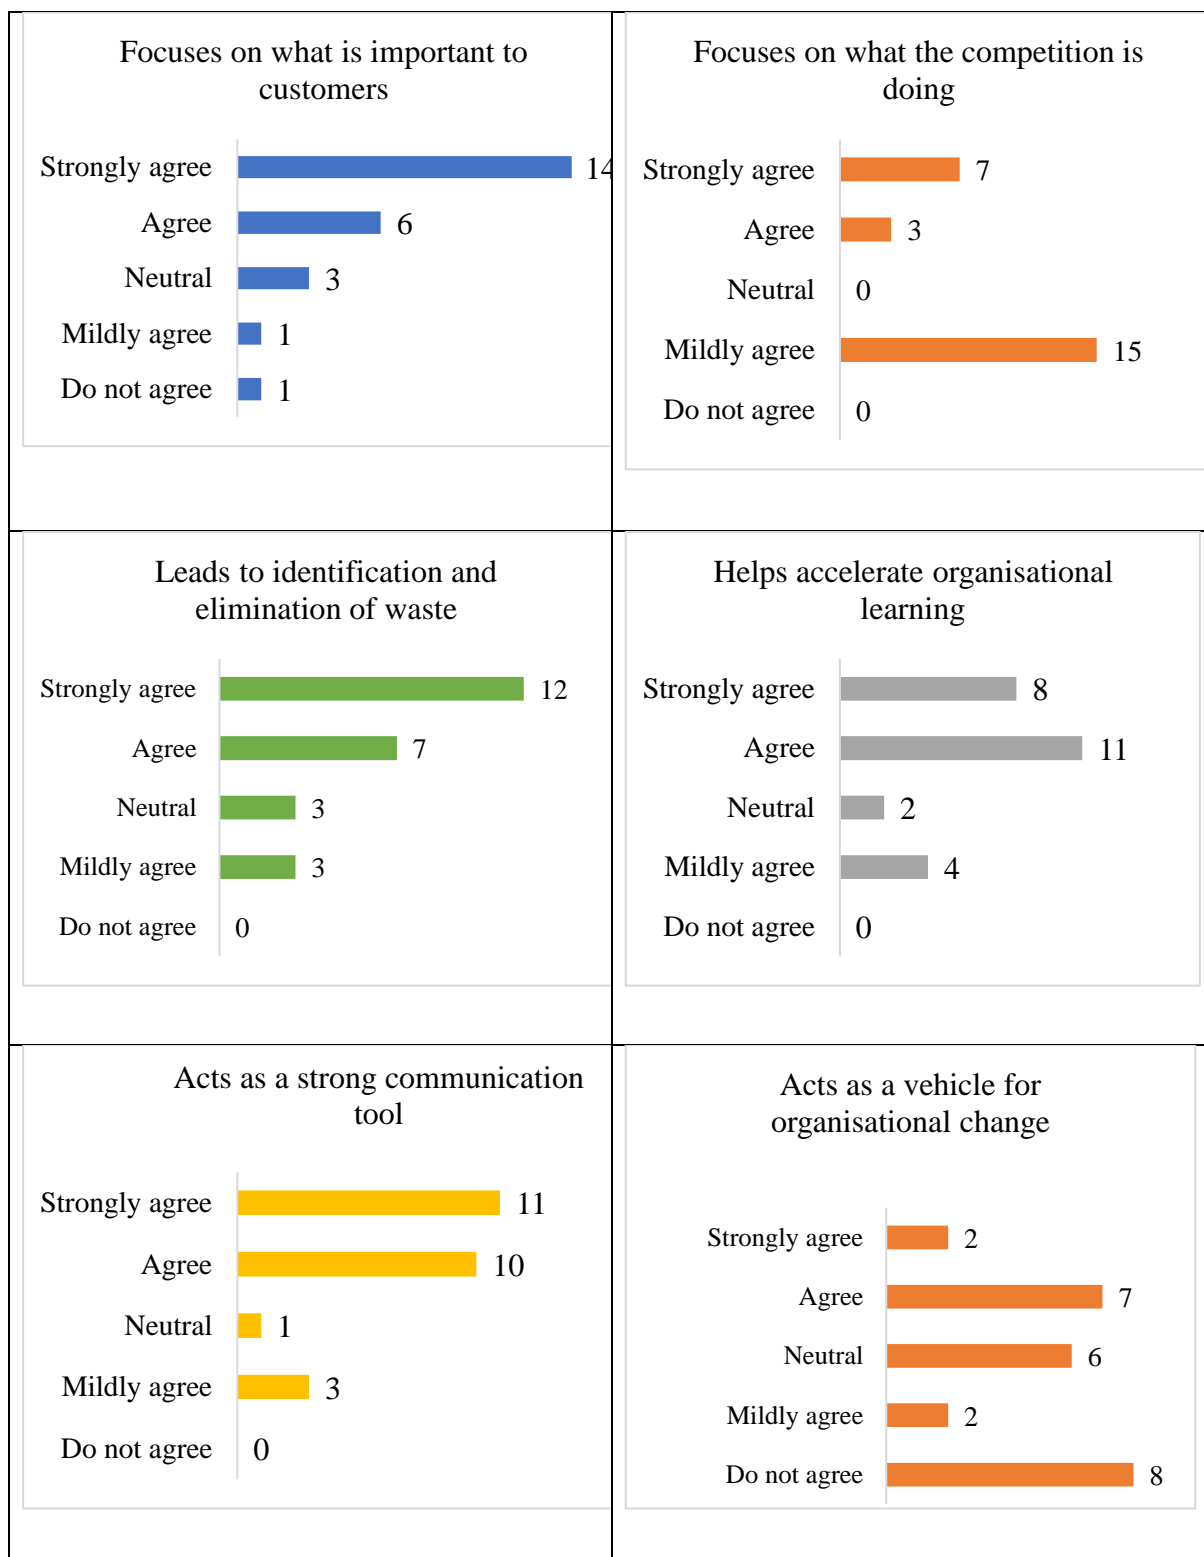 Focuses on what is important to
customers
Strongly agree 14
Agree 6
Neutral 3
Mildly agree 1
Do not agree 1
Focuses on what the competition is
doing
Strongly agree 7
Agree 3
Neutral 0
Mildly agree 15
Do not agree 0
Leads to identification and
elimination of waste
Strongly agree 12
Agree 7
Neutral 3
Mildly agree 3
Do not agree 0
Helps accelerate organisational
learning
Strongly agree 8
Agree 11
Neutral 2
Mildly agree 4
Do not agree 0
Acts as a strong communication
tool
Strongly agree 11
Agree 10
Neutral 1
Mildly agree 3
Do not agree 0
Acts as a vehicle for
organisational change
Strongly agree 2
Agree 7
Neutral 6
Mildly agree 2
Do not agree 8